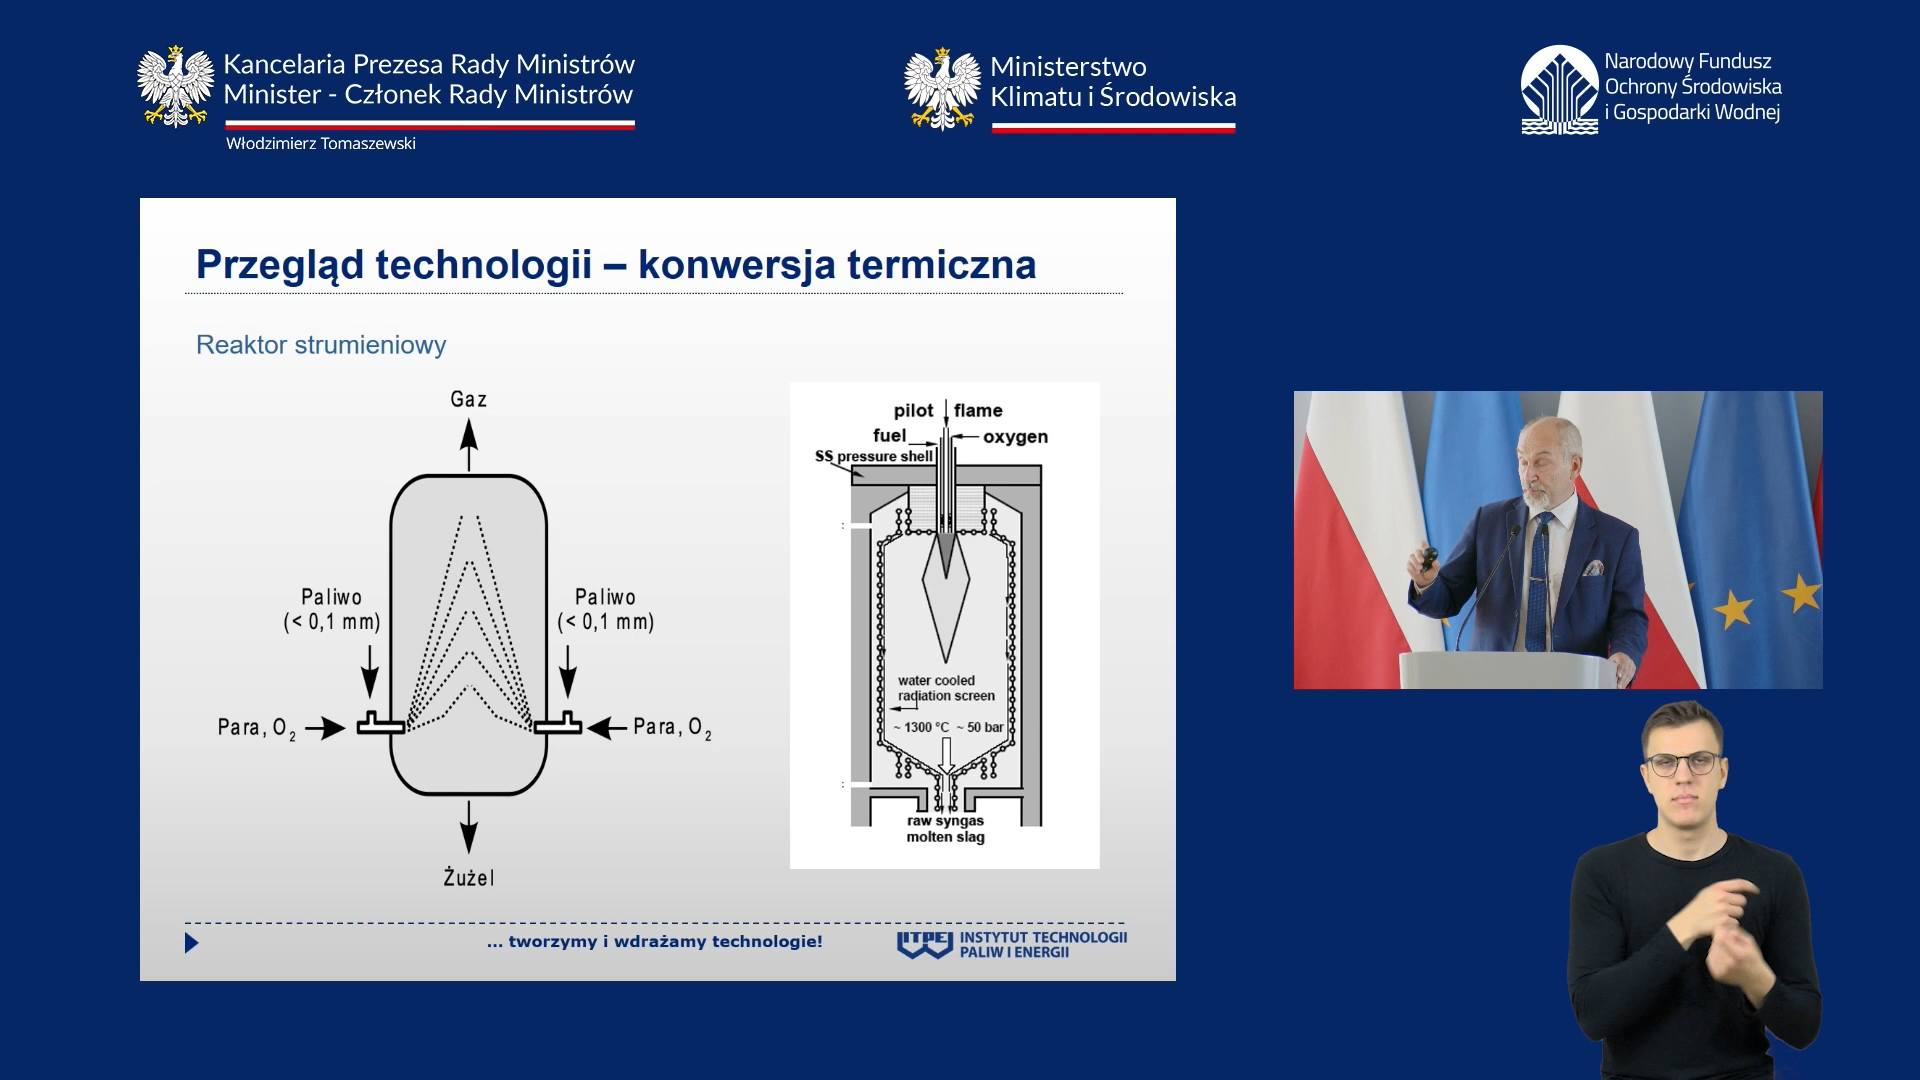 Kancelaria Prezesa Rady Ministrów
Minister - Członek Rady Ministrów
Włodzimierz Tomaszewski
Ministerstwo
Klimatu i Środowiska
Narodowy Fundusz
Ochrony Środowiska
i Gospodarki Wodnej
Przegląd technologii – konwersja termiczna
Reaktor strumieniowy
Gaz
Paliwo
(< 0,1 mm)
Paliwo
(< 0,1 mm)
Para, O2
Para, O2
Żużel
pilot flame
fuel
oxygen
SS pressure shell
water cooled
radiation screen
~ 1300 °C ~ 50 bar
raw syngas
molten slag
... tworzymy i wdrażamy technologie!
ITPE
INSTYTUT TECHNOLOGII
PALIW I ENERGII